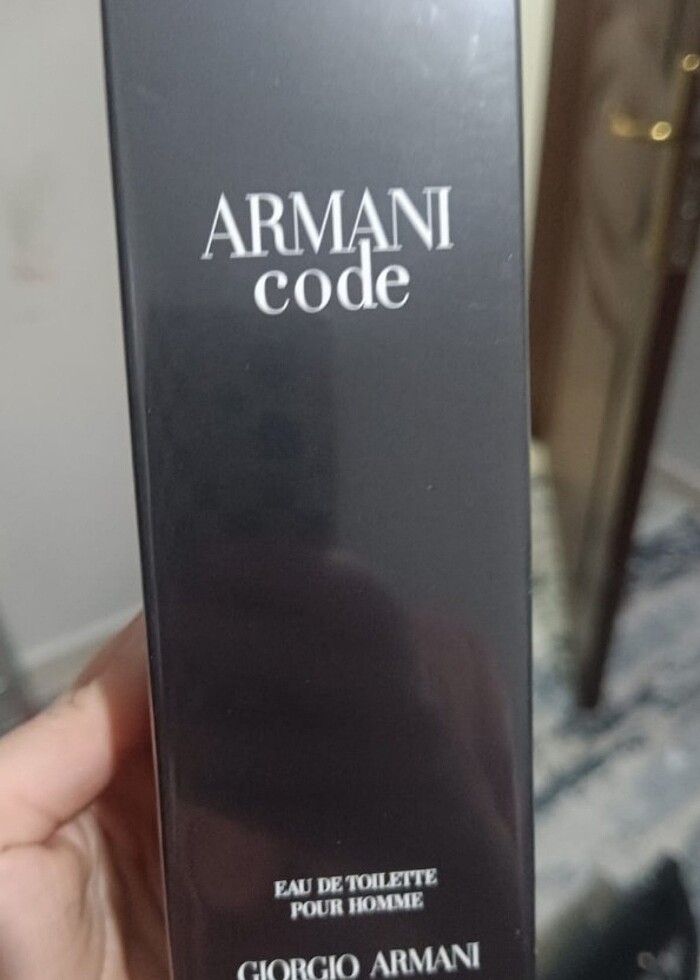 ARMANI
code
EAU DE TOILETTE
POUR HOMME
GIORGIO ARMANI